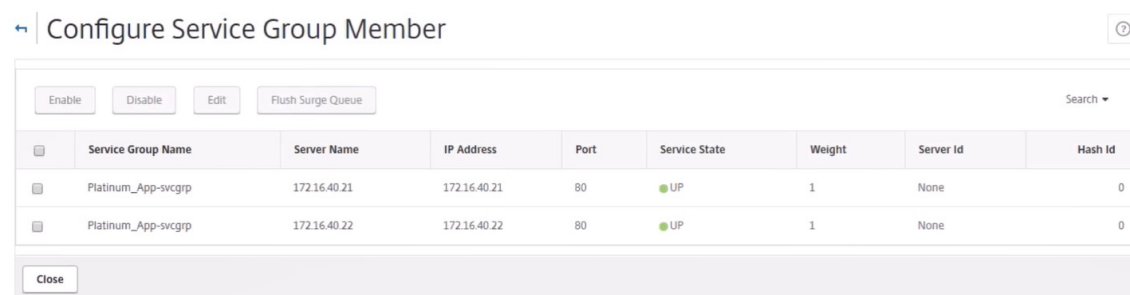 Configure Service Group Member
?
Enable Disable Edit Flush Surge Queue Search
Service Group Name Server Name IP Address Port Service State Weight Server Id Hash Id
Platinum_App-svcgrp 172.16.40.21 172.16.40.21 80 UP 1 None 0
Platinum_App-svcgrp 172.16.40.22 172.16.40.22 80 UP 1 None 0
Close